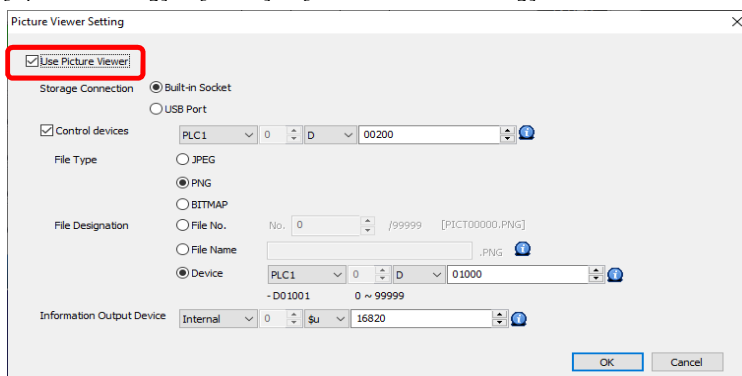 Picture Viewer Setting
Use Picture Viewer
Storage Connection Built-in Socket
USB Port
Control devices PLC1 0 D 00200
File Type JPEG
PNG
BITMAP
File Designation File No. No. 0 /99999 [PICT00000.PNG]
File Name .PNG
Device PLC1 0 D 01000
- D01001 0 ~ 99999
Information Output Device Internal 0 $u 16820
OK Cancel